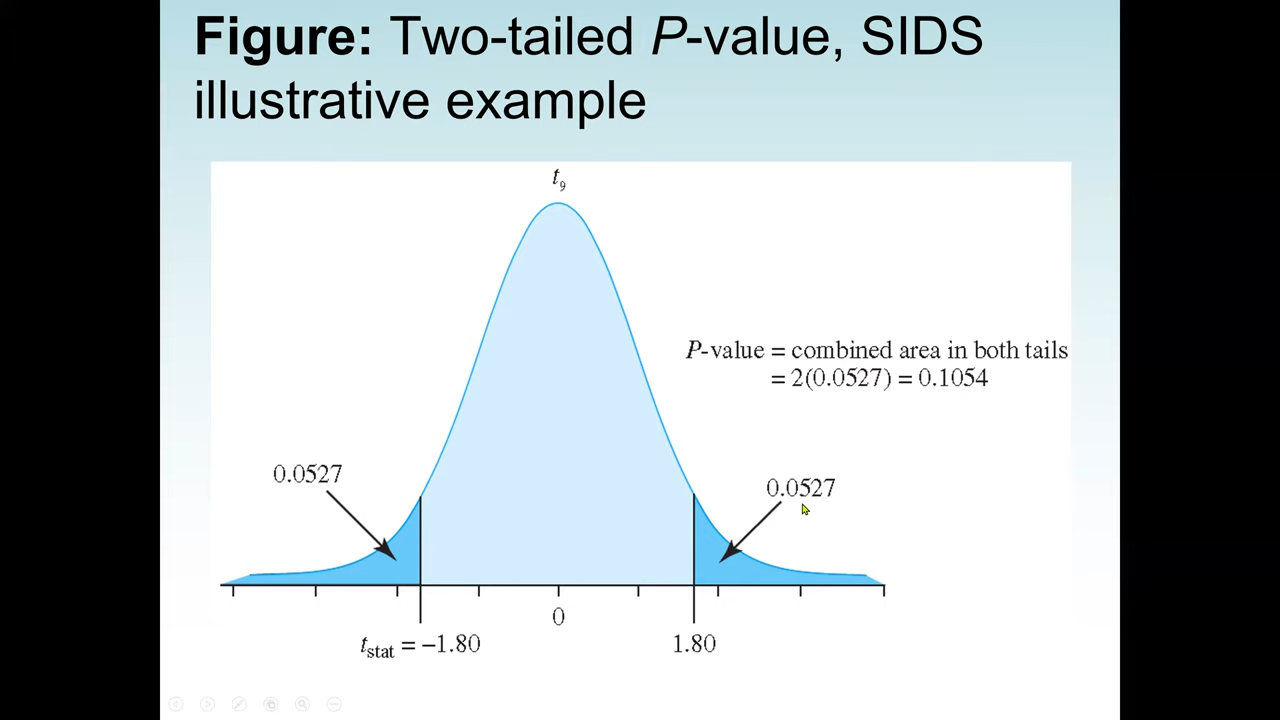 Figure: Two-tailed P-value, SIDS
illustrative example
t₉
P-value = combined area in both tails
= 2(0.0527) = 0.1054
0.0527
0.0527
0
tstat = –1.80
1.80